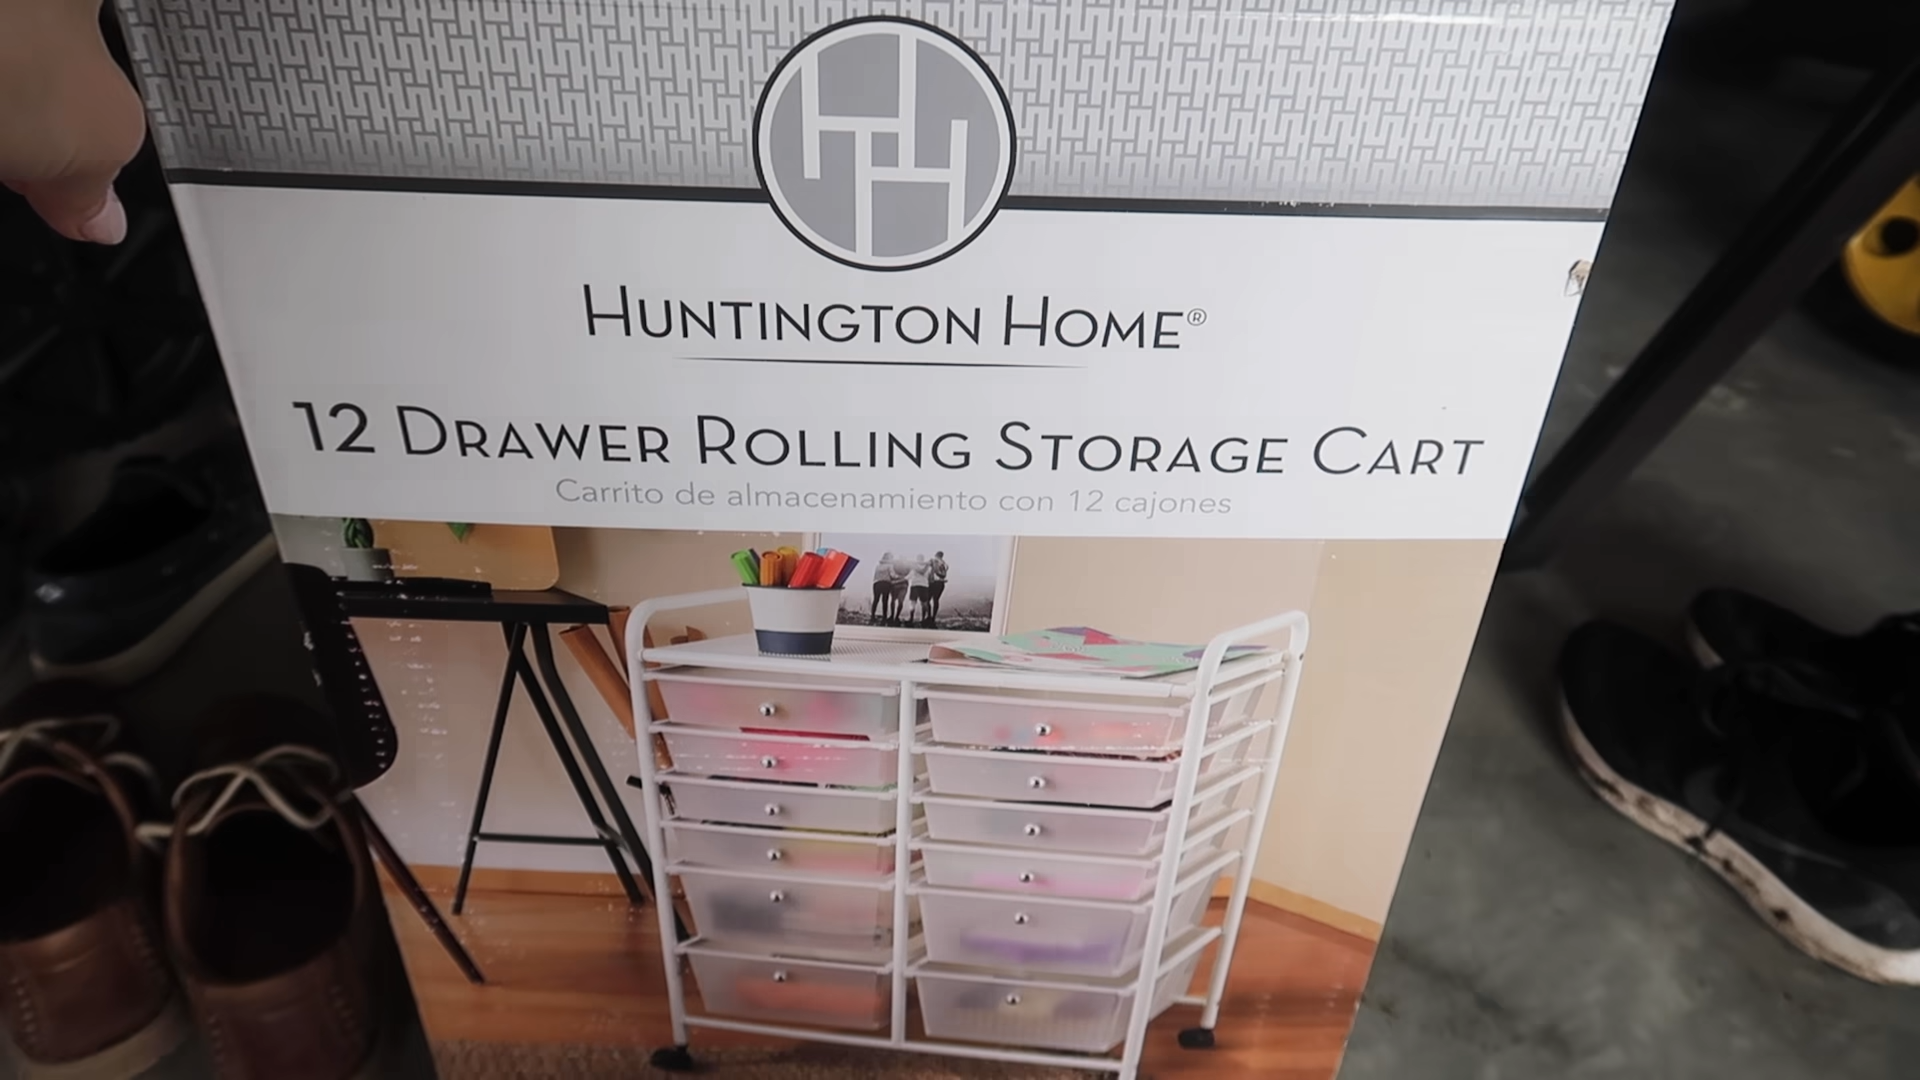 HUNTINGTON HOME®
12 DRAWER ROLLING STORAGE CART
Carrito de almacenamiento con 12 cajones